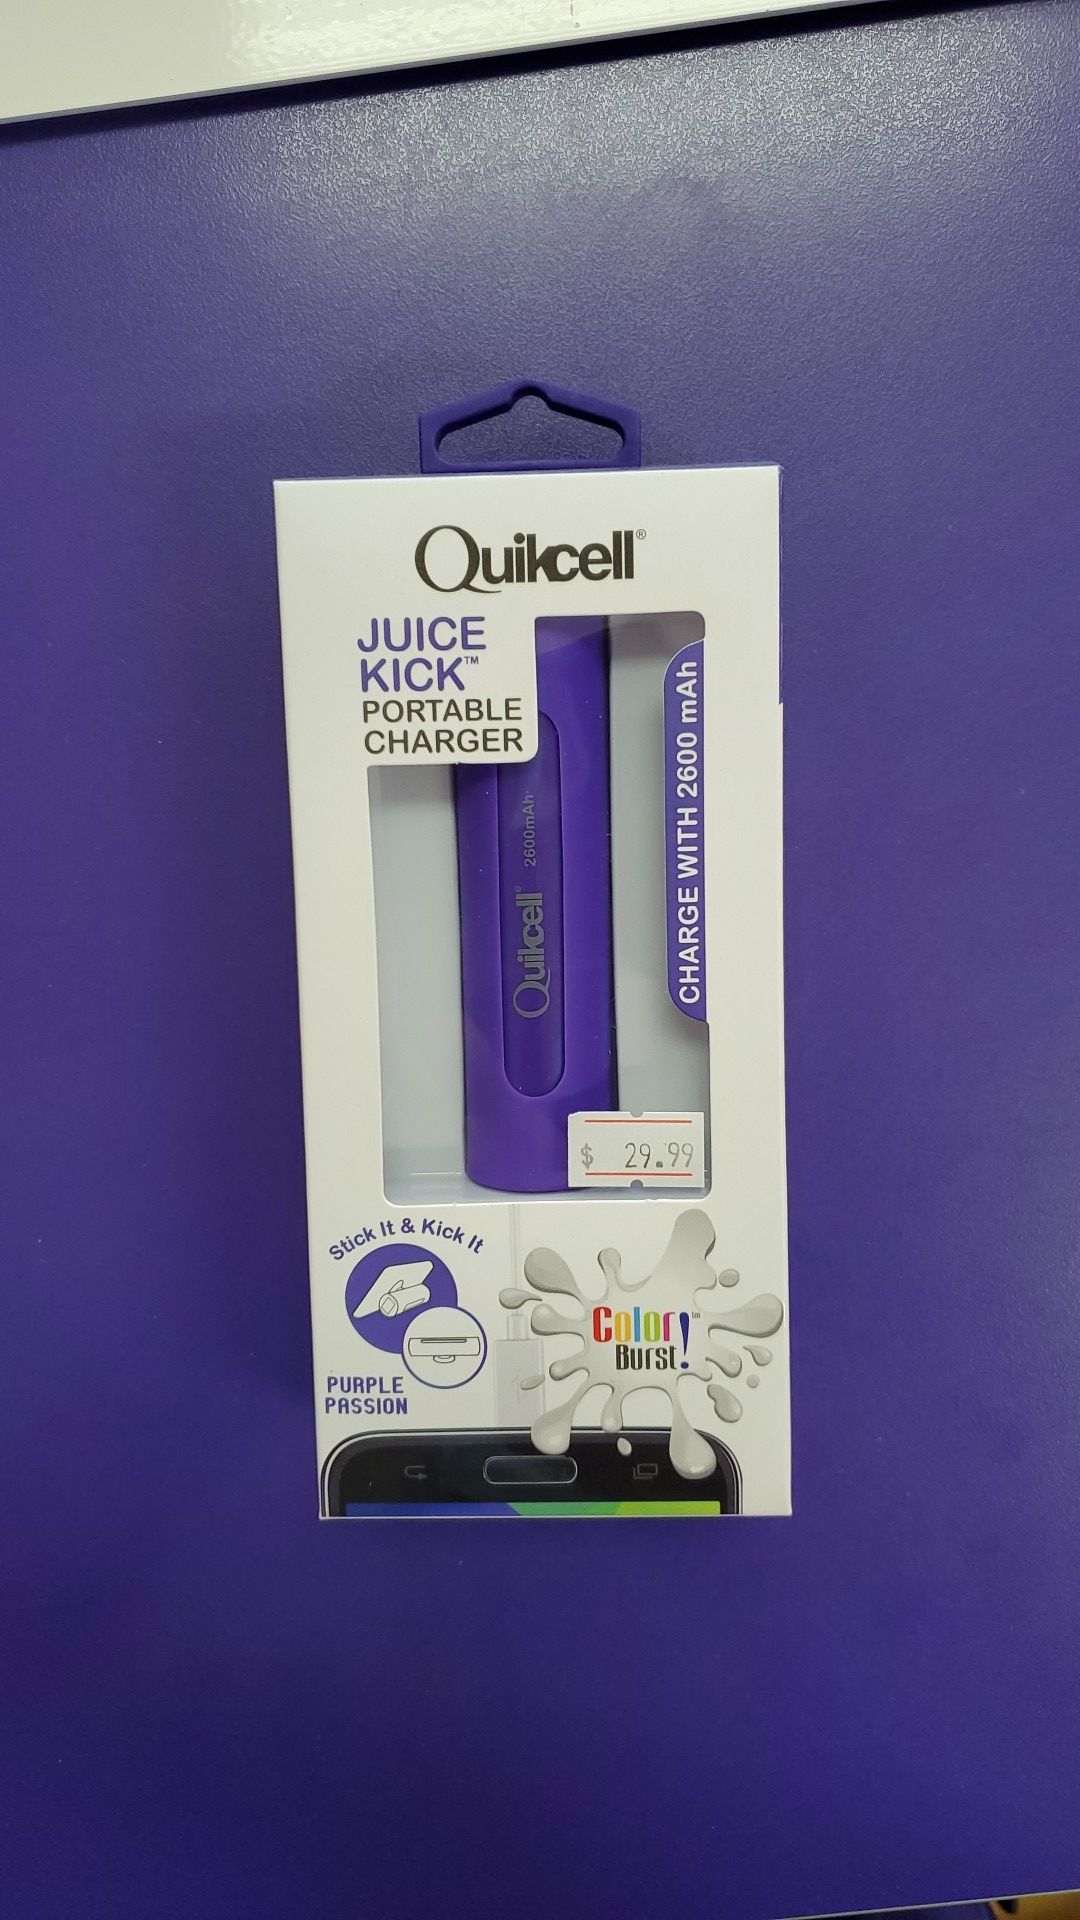 Quikcell®
JUICE
KICK™
PORTABLE
CHARGER
CHARGE WITH 2600 mAh
Quikcell® 2600mAh
$ 29.99
Stick It & Kick It
Color
Burst!™
PURPLE
PASSION